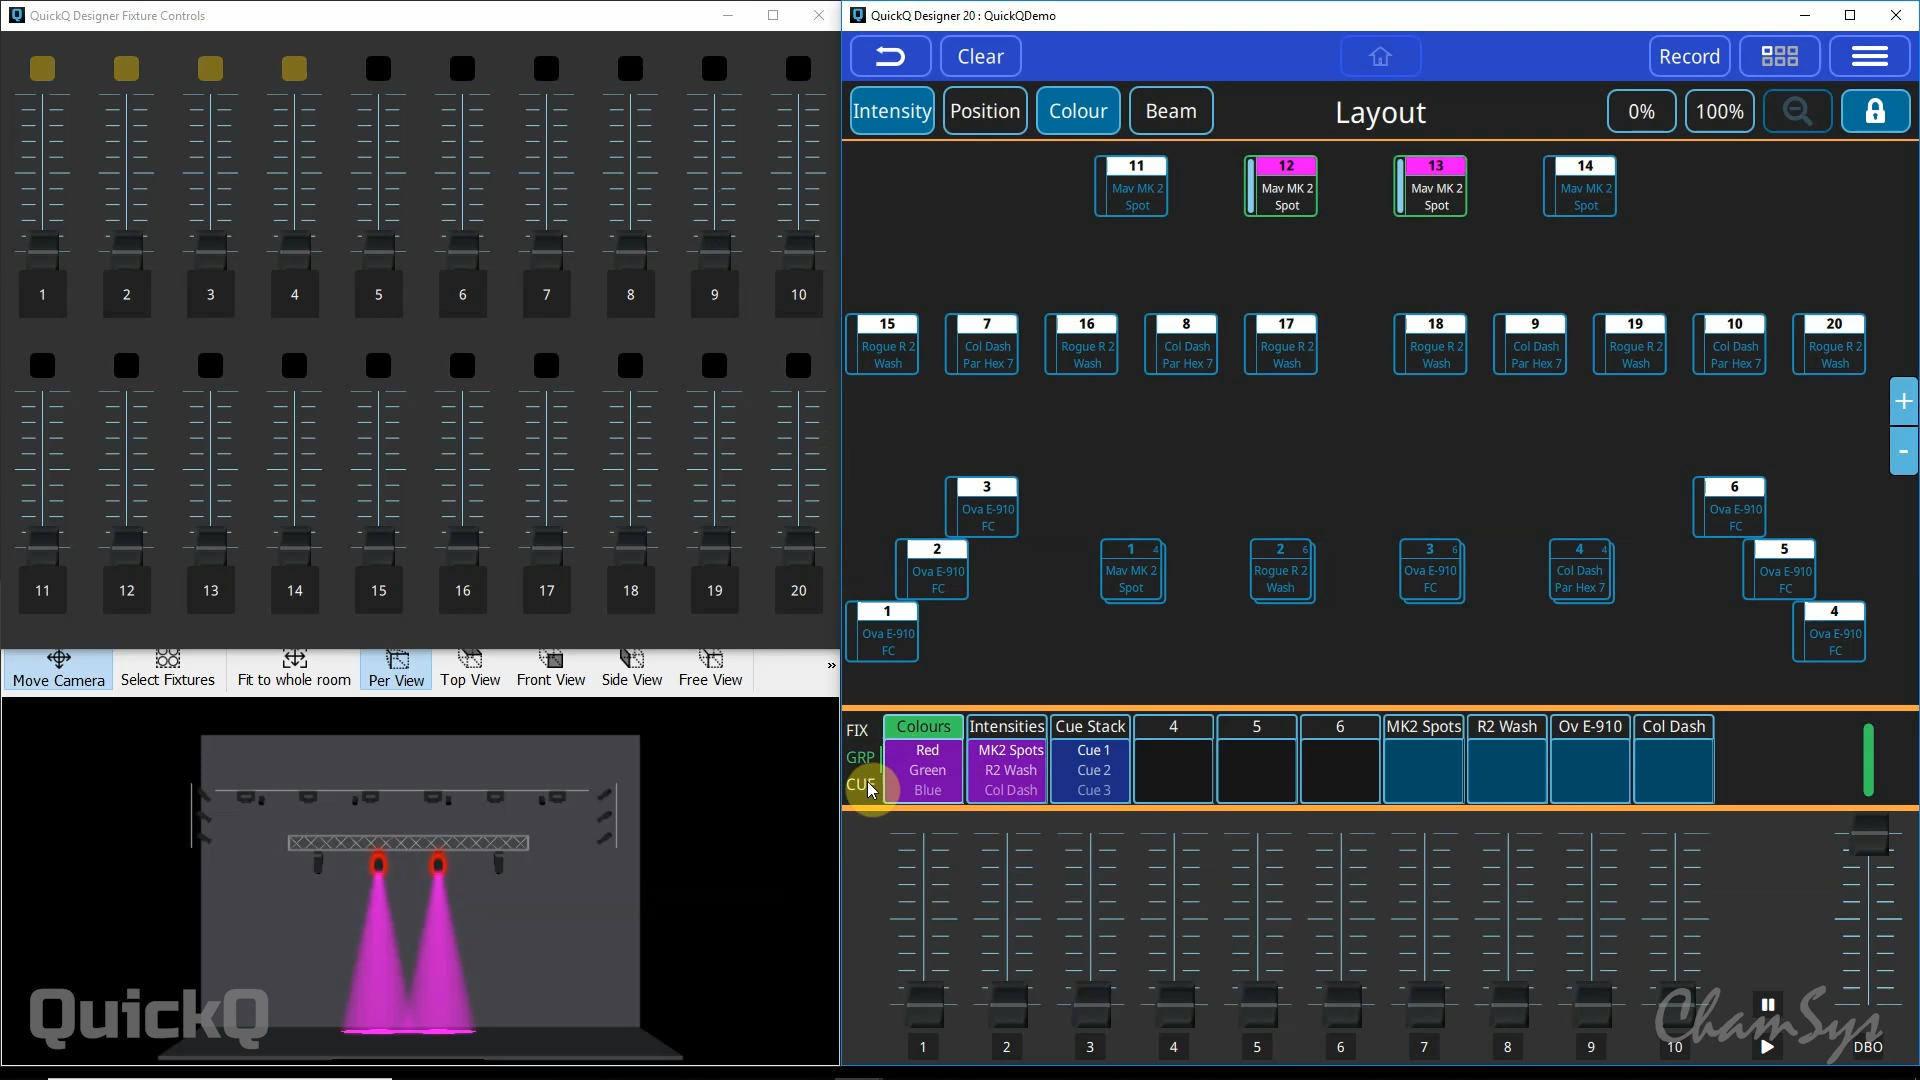 QuickQ Designer Fixture Controls
1 2 3 4 5 6 7 8 9 10
11 12 13 14 15 16 17 18 19 20
Move Camera Select Fixtures Fit to whole room Per View Top View Front View Side View Free View »
QuickQ
QuickQ Designer 20 : QuickQDemo
Clear Record
Intensity Position Colour Beam Layout 0% 100%
11 12 13 14
Mav MK 2 Mav MK 2 Mav MK 2 Mav MK 2
Spot Spot Spot Spot
15 7 16 8 17 18 9 19 10 20
Rogue R 2 Col Dash Rogue R 2 Col Dash Rogue R 2 Rogue R 2 Col Dash Rogue R 2 Col Dash Rogue R 2
Wash Par Hex 7 Wash Par Hex 7 Wash Wash Par Hex 7 Wash Par Hex 7 Wash
+
-
3 6
Ova E-910 Ova E-910
FC FC
2 1 4 2 6 3 6 4 4 5
Ova E-910 Mav MK 2 Rogue R 2 Ova E-910 Col Dash Ova E-910
FC Spot Wash FC Par Hex 7 FC
1 4
Ova E-910 Ova E-910
FC FC
FIX Colours Intensities Cue Stack 4 5 6 MK2 Spots R2 Wash Ov E-910 Col Dash
GRP Red MK2 Spots Cue 1
Green R2 Wash Cue 2
CUE Blue Col Dash Cue 3
ChamSys
1 2 3 4 5 6 7 8 9 10 DBO